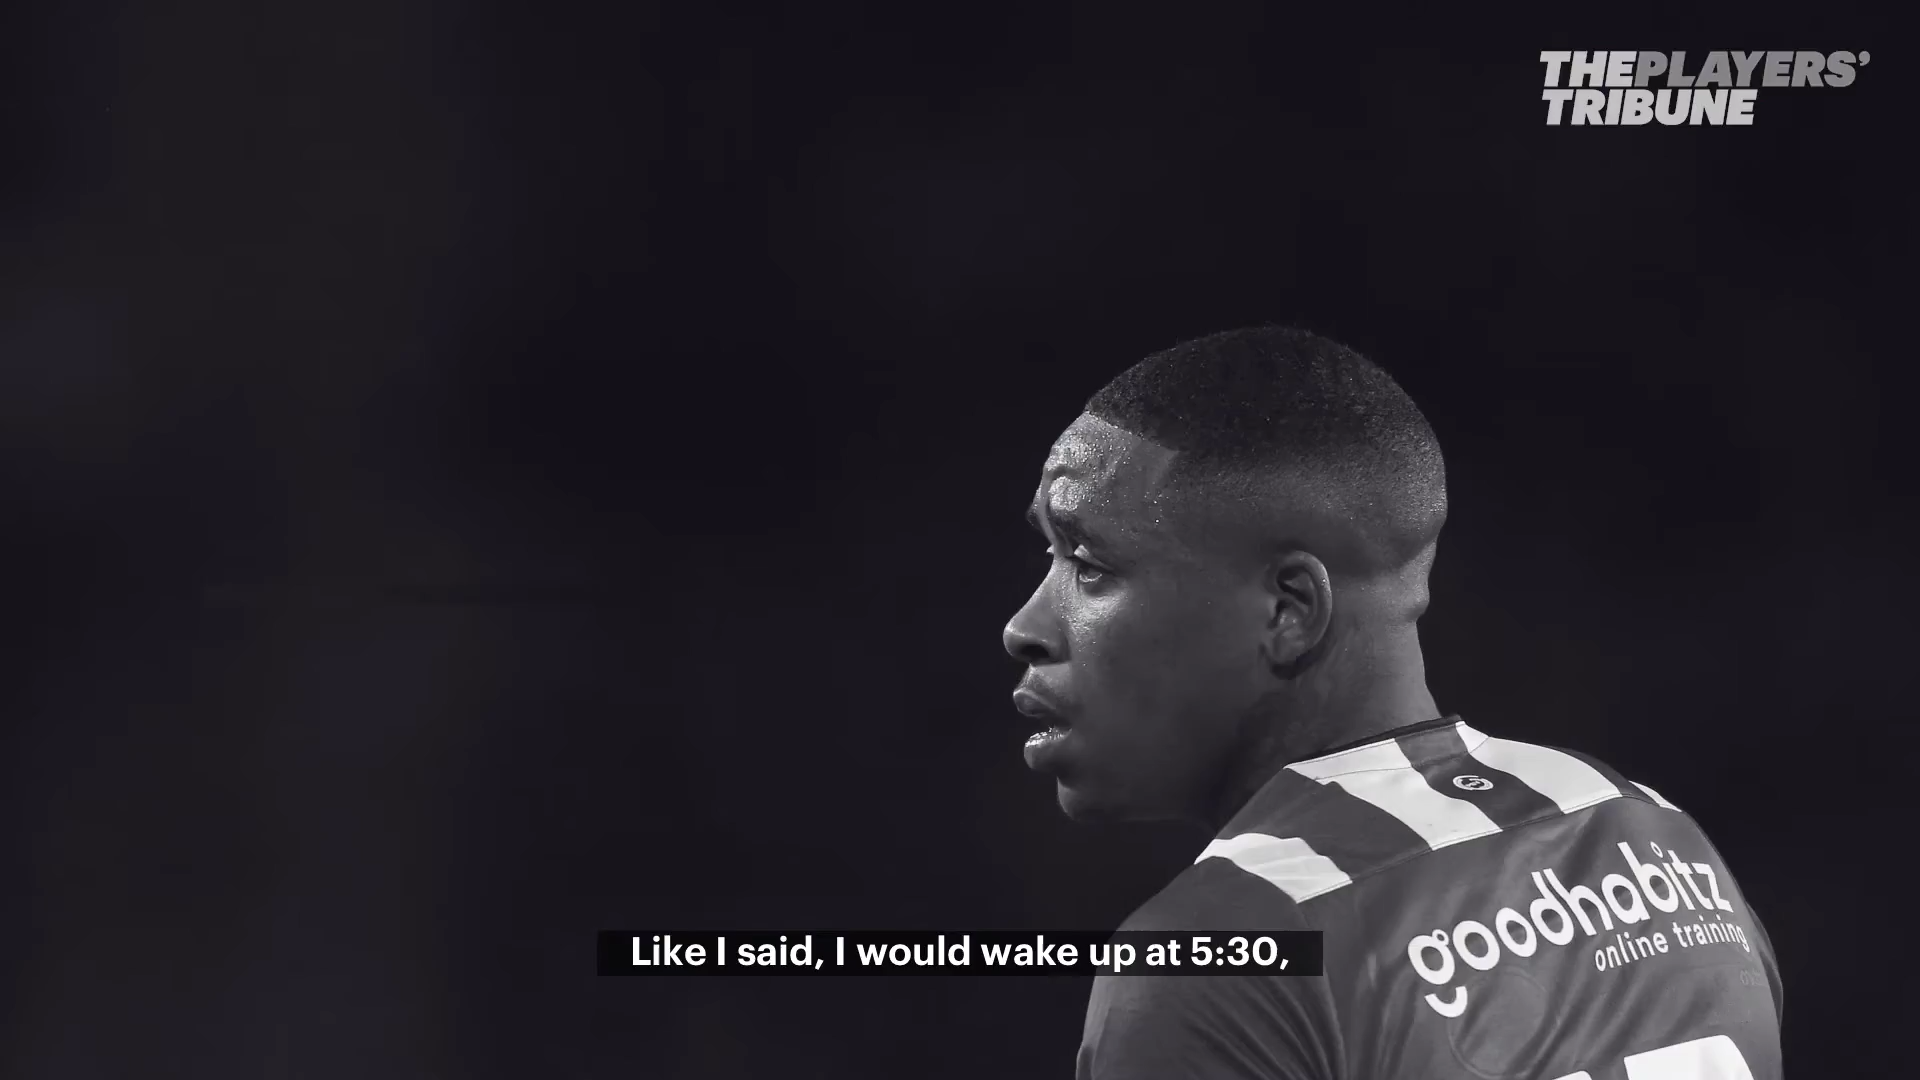 THEPLAYERS'
TRIBUNE
goodhabitz
online training
Like I said, I would wake up at 5:30,